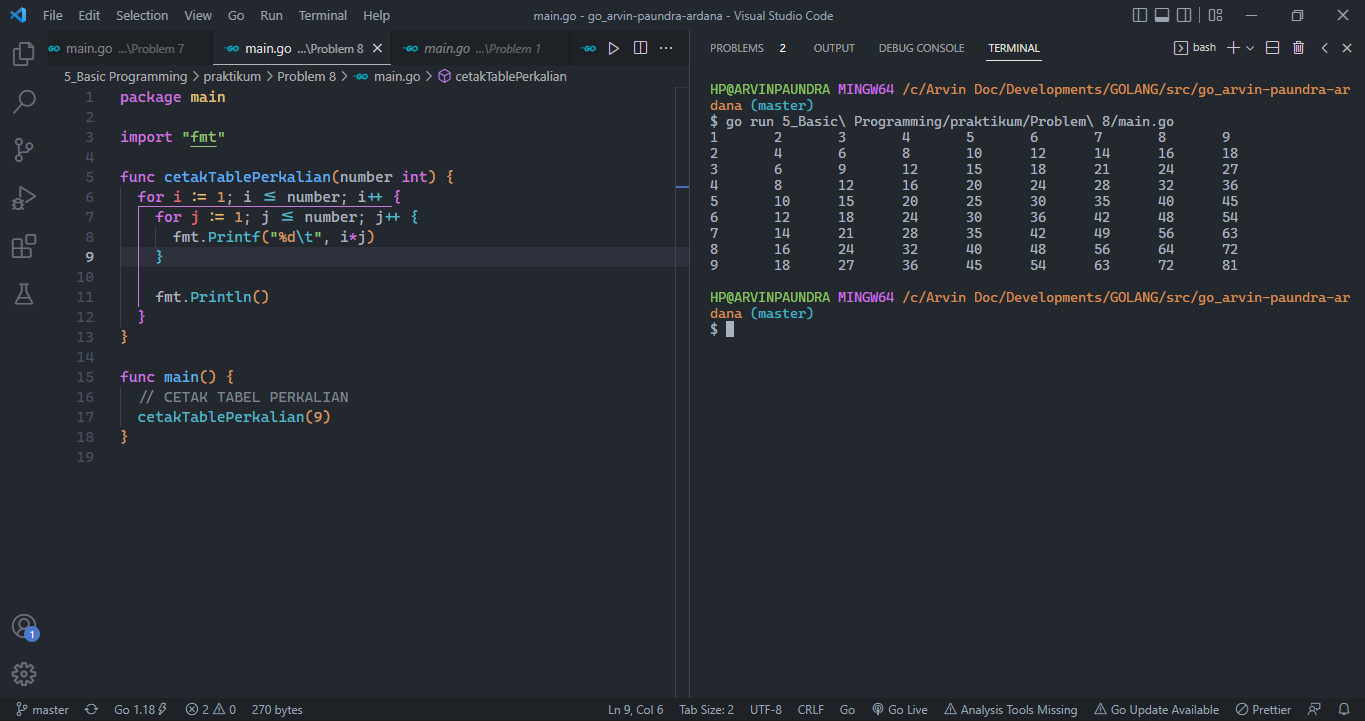 File Edit Selection View Go Run Terminal Help main.go - go_arvin-paundra-ardana - Visual Studio Code
GO main.go ...\Problem 7 GO main.go ...\Problem 8 GO main.go ...\Problem 1 GO
5_Basic Programming > praktikum > Problem 8 > GO main.go > cetakTablePerkalian
1 package main
2
3 import "fmt"
4
5 func cetakTablePerkalian(number int) {
6 for i := 1; i <= number; i++ {
7 for j := 1; j <= number; j++ {
8 fmt.Printf("%d\t", i*j)
9 }
10
11 fmt.Println()
12 }
13 }
14
15 func main() {
16 // CETAK TABEL PERKALIAN
17 cetakTablePerkalian(9)
18 }
19
PROBLEMS 2 OUTPUT DEBUG CONSOLE TERMINAL bash
HP@ARVINPAUNDRA MINGW64 /c/Arvin Doc/Developments/GOLANG/src/go_arvin-paundra-ar
dana (master)
$ go run 5_Basic\ Programming/praktikum/Problem\ 8/main.go
1 2 3 4 5 6 7 8 9
2 4 6 8 10 12 14 16 18
3 6 9 12 15 18 21 24 27
4 8 12 16 20 24 28 32 36
5 10 15 20 25 30 35 40 45
6 12 18 24 30 36 42 48 54
7 14 21 28 35 42 49 56 63
8 16 24 32 40 48 56 64 72
9 18 27 36 45 54 63 72 81
HP@ARVINPAUNDRA MINGW64 /c/Arvin Doc/Developments/GOLANG/src/go_arvin-paundra-ar
dana (master)
$
1
master Go 1.18 2 0 270 bytes Ln 9, Col 6 Tab Size: 2 UTF-8 CRLF Go Go Live Analysis Tools Missing Go Update Available Prettier